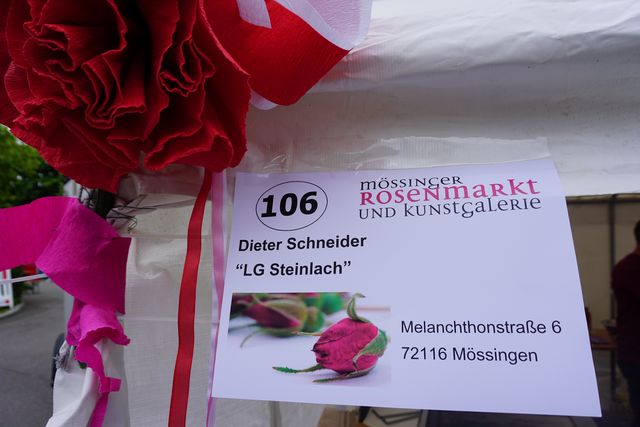 106
mössinger
Rosenmarkt
und kunstgalerie
Dieter Schneider
“LG Steinlach”
Melanchthonstraße 6
72116 Mössingen